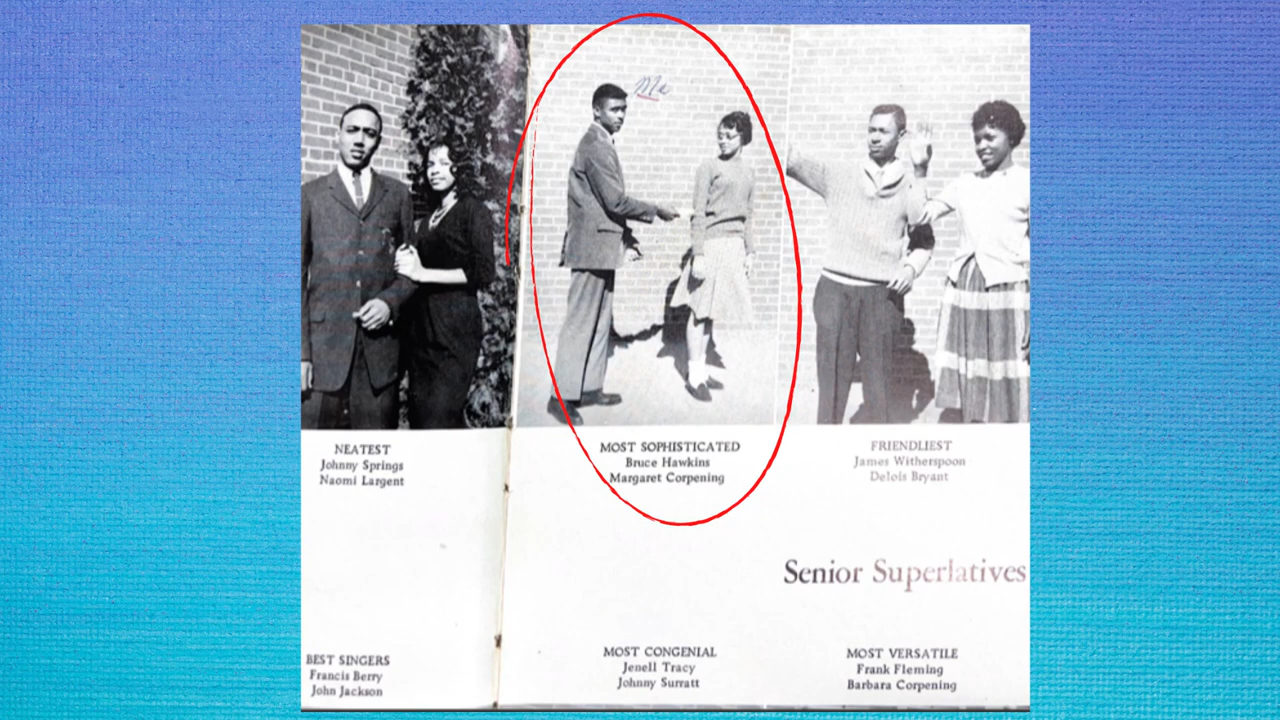 Me
NEATEST
Johnny Springs
Naomi Largent
MOST SOPHISTICATED
Bruce Hawkins
Margaret Corpening
FRIENDLIEST
James Witherspoon
Delois Bryant
Senior Superlatives
BEST SINGERS
Francis Berry
John Jackson
MOST CONGENIAL
Jenell Tracy
Johnny Surratt
MOST VERSATILE
Frank Fleming
Barbara Corpening